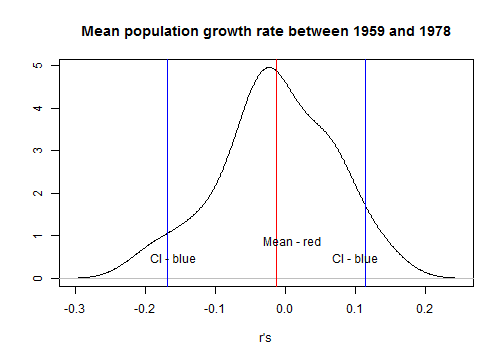 Mean population growth rate between 1959 and 1978
5
4
3
2
1
0
Mean - red
CI - blue
CI - blue
-0.3
-0.2
-0.1
0.0
0.1
0.2
r's